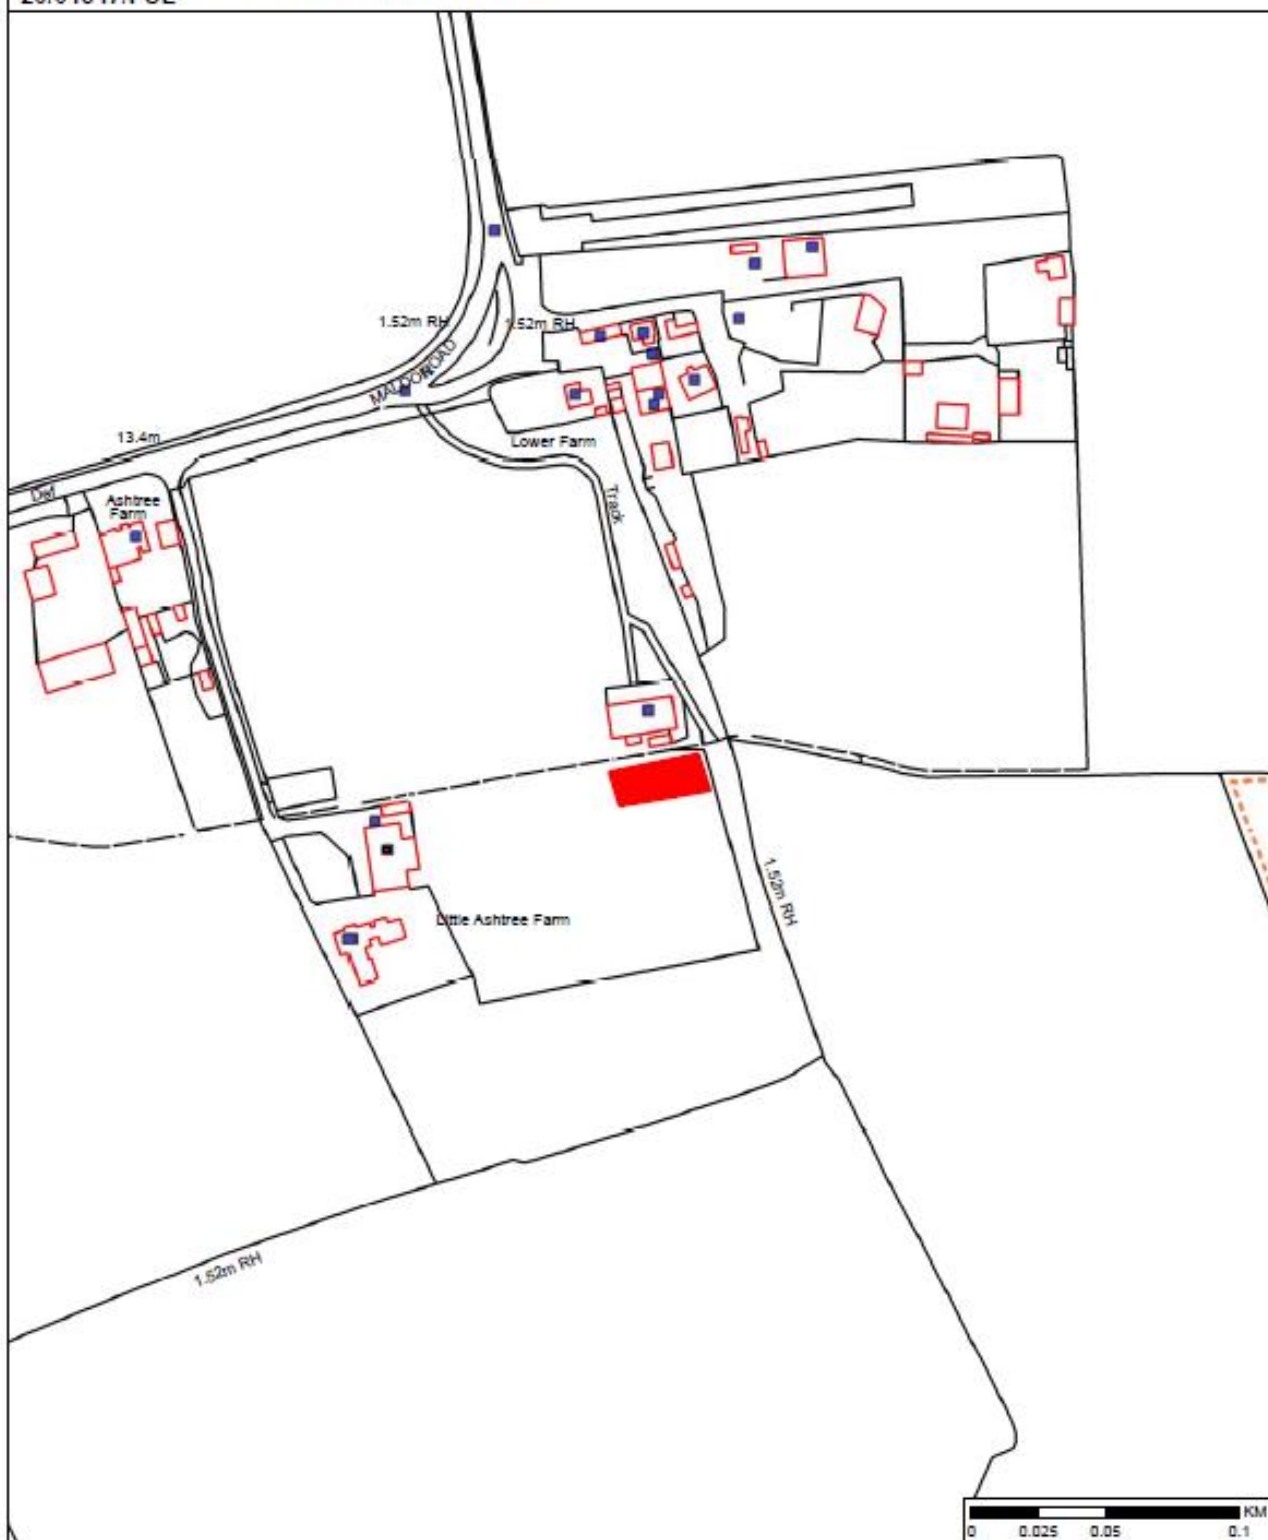 1.52m RH
1.52m RH
MALDON ROAD
13.4m
Lower Farm
Def
Ashtree
Farm
Track
1.52m RH
Little Ashtree Farm
1.52m RH
KM
0 0.025 0.05 0.1